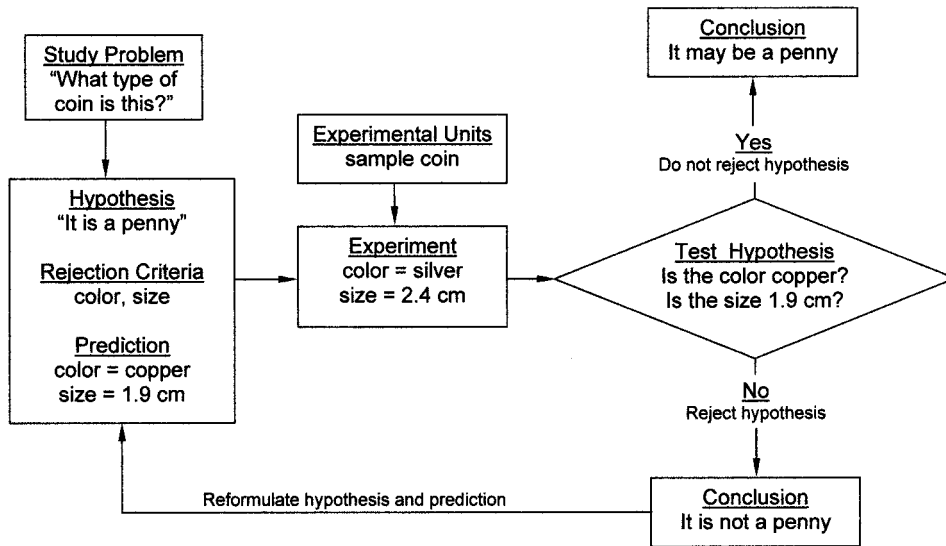 Study Problem
“What type of
coin is this?”
Hypothesis
“It is a penny”
Rejection Criteria
color, size
Prediction
color = copper
size = 1.9 cm
Experimental Units
sample coin
Experiment
color = silver
size = 2.4 cm
Test Hypothesis
Is the color copper?
Is the size 1.9 cm?
Yes
Do not reject hypothesis
Conclusion
It may be a penny
No
Reject hypothesis
Conclusion
It is not a penny
Reformulate hypothesis and prediction